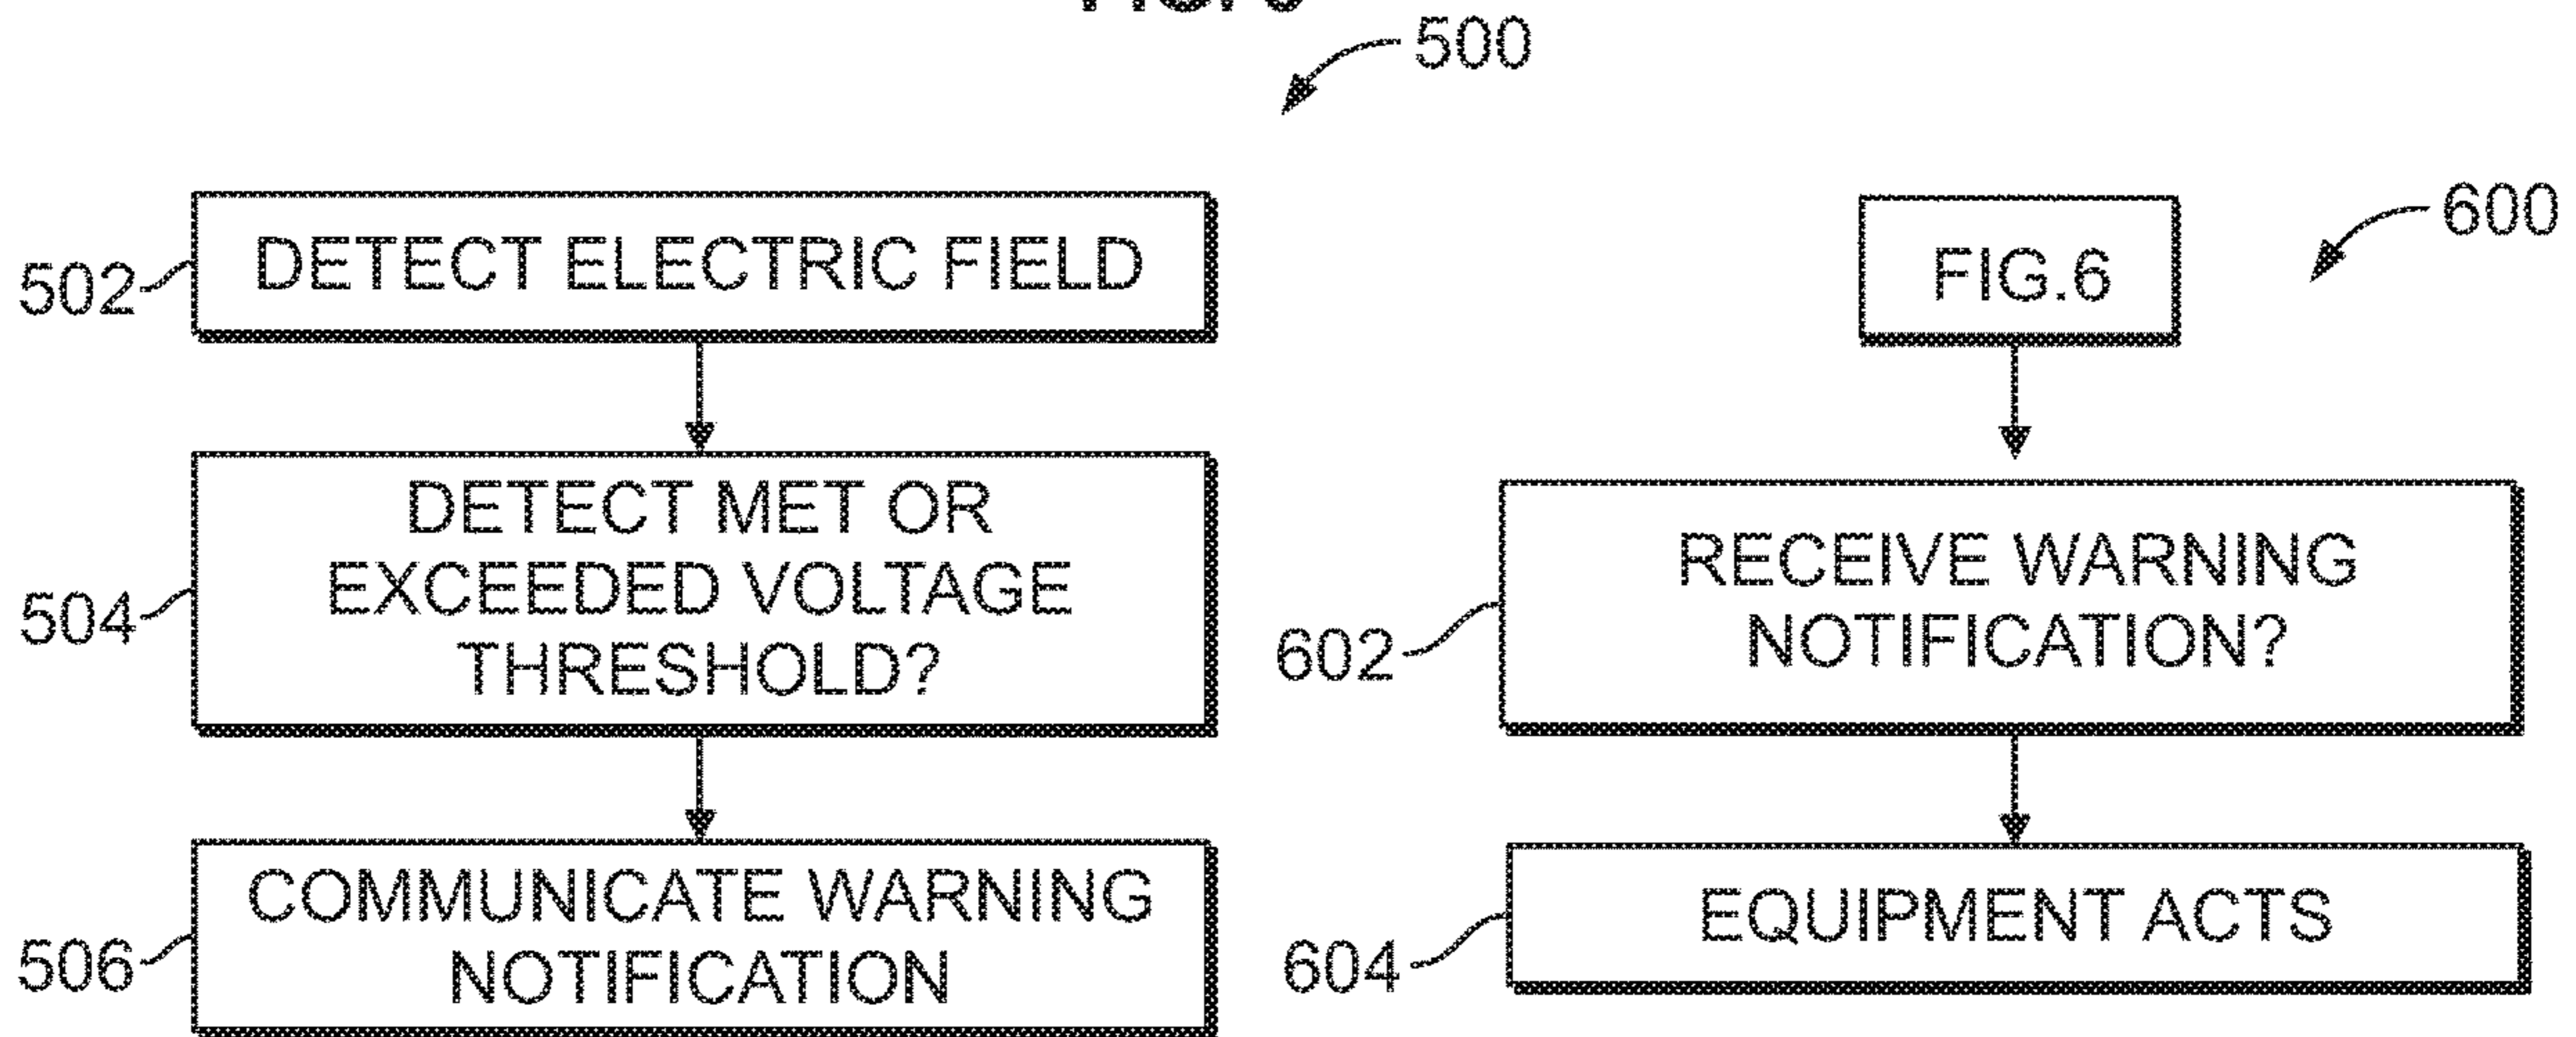 500
502
DETECT ELECTRIC FIELD
504
DETECT MET OR
EXCEEDED VOLTAGE
THRESHOLD?
506
COMMUNICATE WARNING
NOTIFICATION
600
FIG.6
602
RECEIVE WARNING
NOTIFICATION?
604
EQUIPMENT ACTS